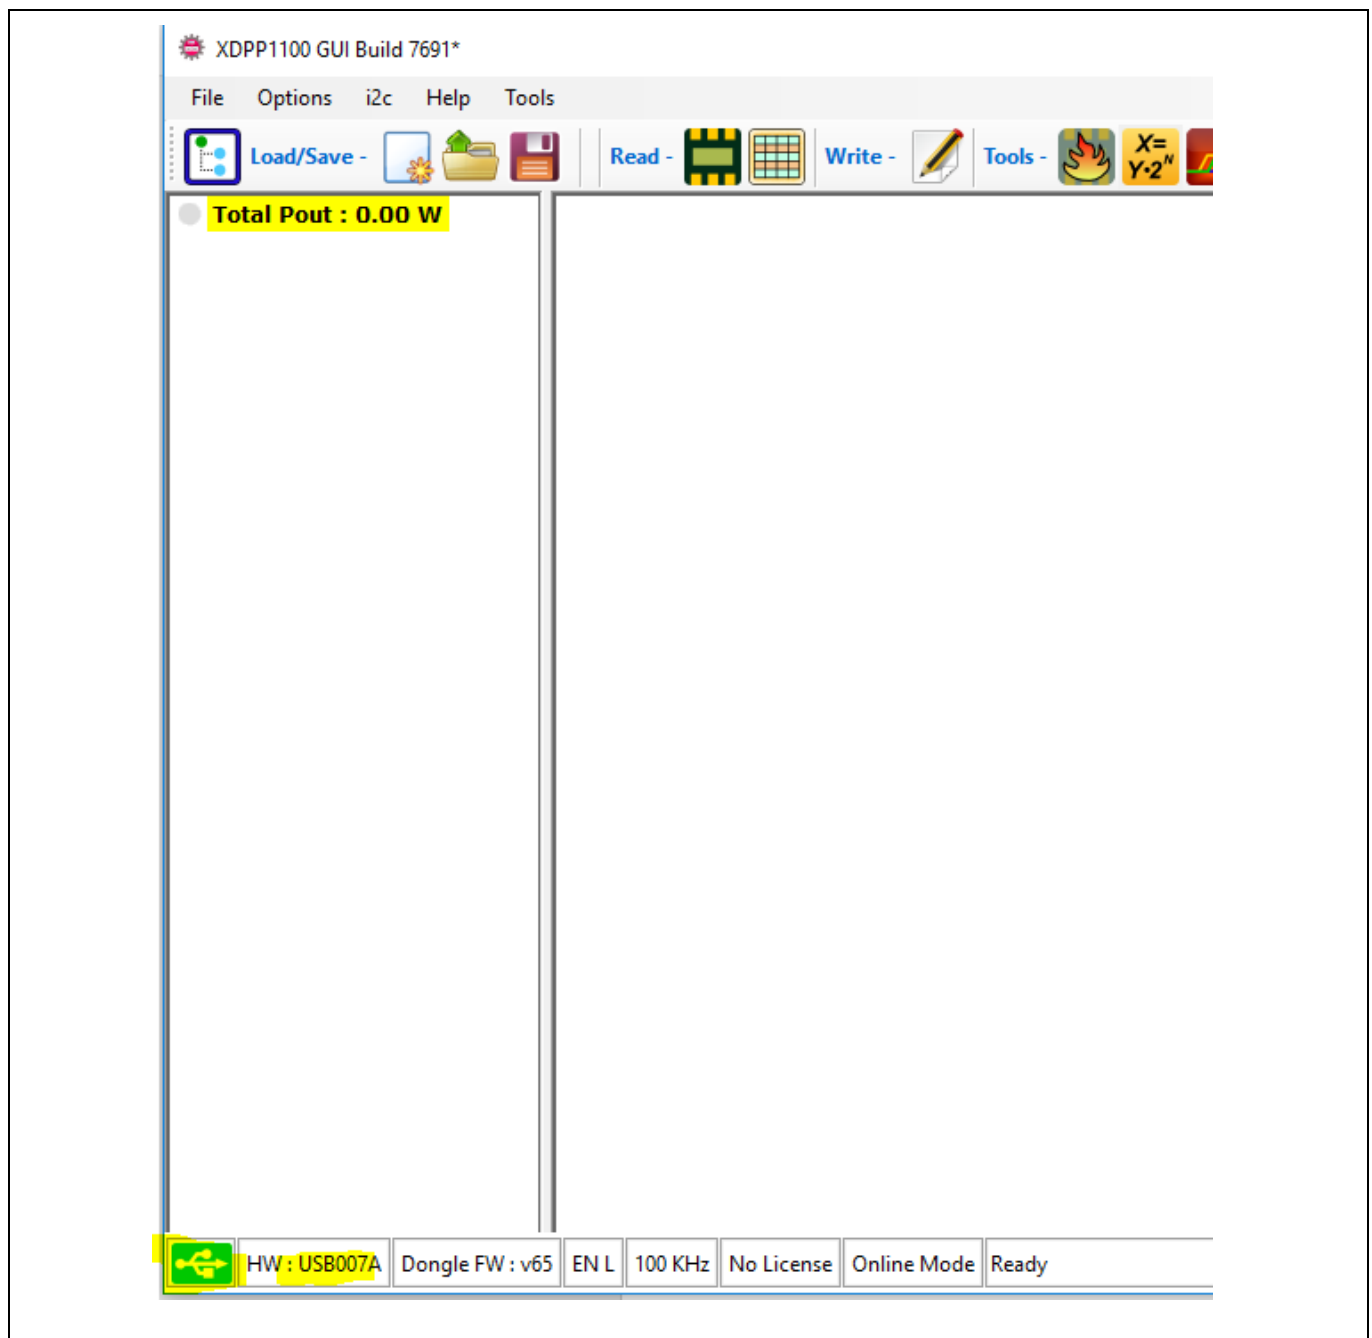 XDPP1100 GUI Build 7691*
File Options i2c Help Tools
Load/Save - Read - Write - Tools - X= Y·2ᴺ
Total Pout : 0.00 W
HW : USB007A Dongle FW : v65 EN L 100 KHz No License Online Mode Ready